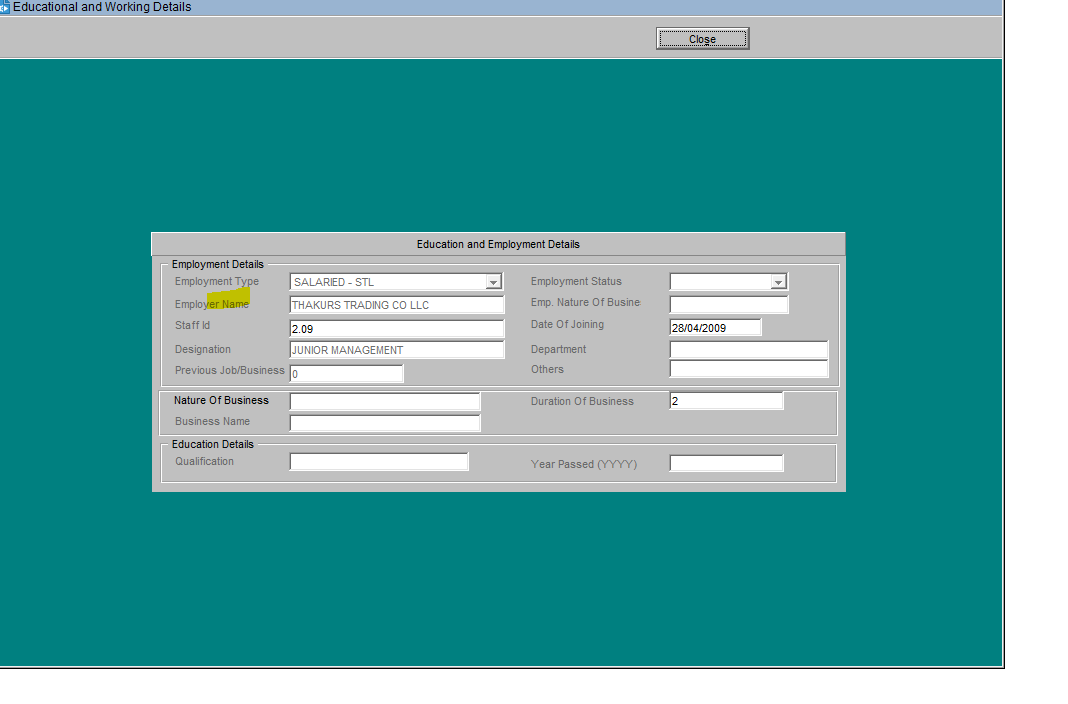 Educational and Working Details
Close
Education and Employment Details
Employment Details
Employment Type SALARIED - STL Employment Status
Employer Name THAKURS TRADING CO LLC Emp. Nature Of Busine
Staff Id 2.09 Date Of Joining 28/04/2009
Designation JUNIOR MANAGEMENT Department
Previous Job/Business 0 Others
Nature Of Business Duration Of Business 2
Business Name
Education Details
Qualification Year Passed (YYYY)